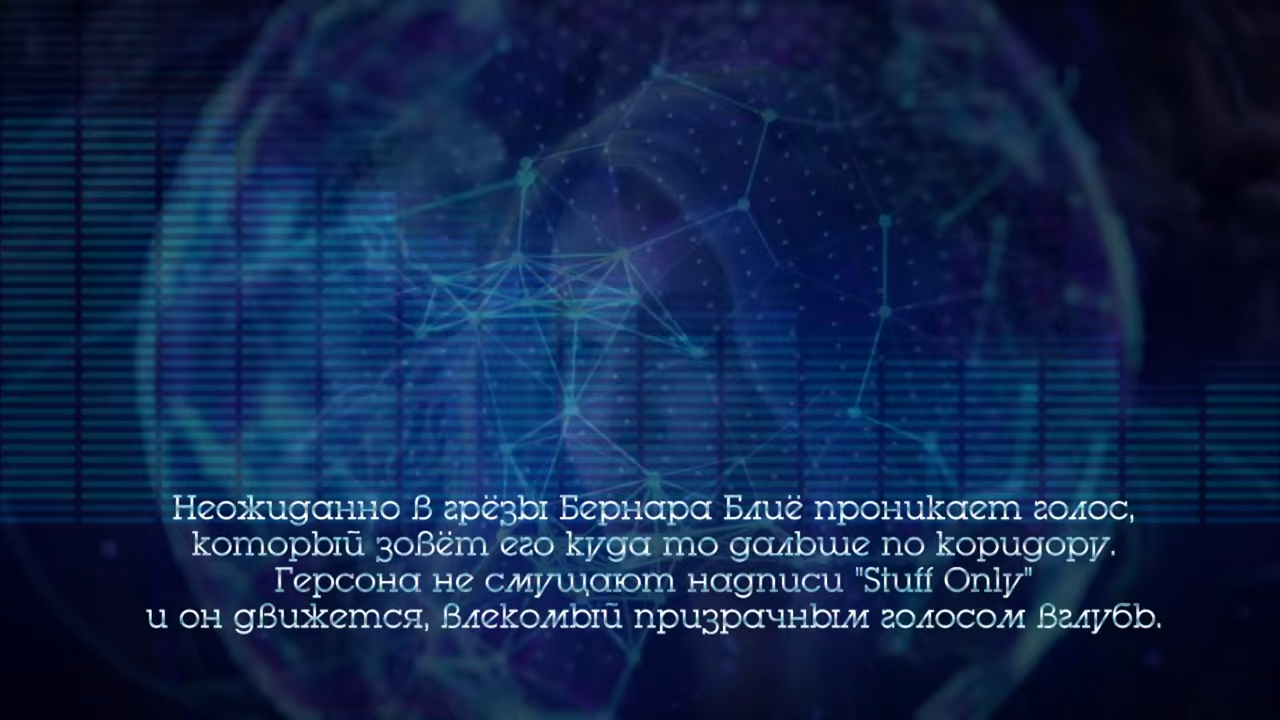 Неожиданно в грёзы Бернара Блиё проникает голос,
который зовёт его куда то дальше по коридору.
Герсона не смущают надписи "Stuff Only"
и он движется, влекомый призрачным голосом вглубь.